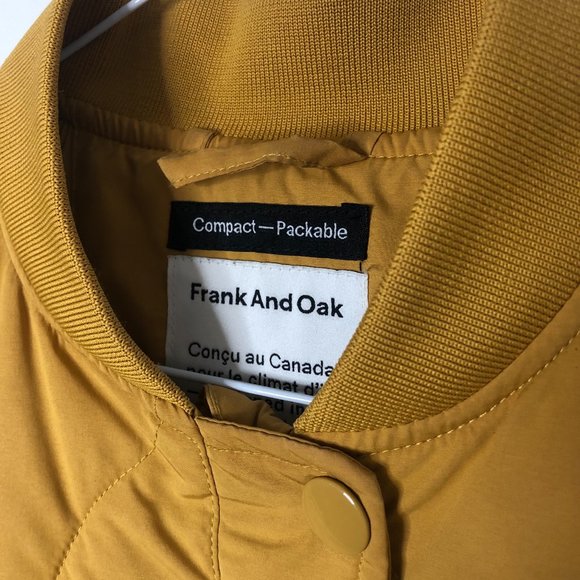 Compact—Packable
Frank And Oak
Conçu au Canada
pour le climat